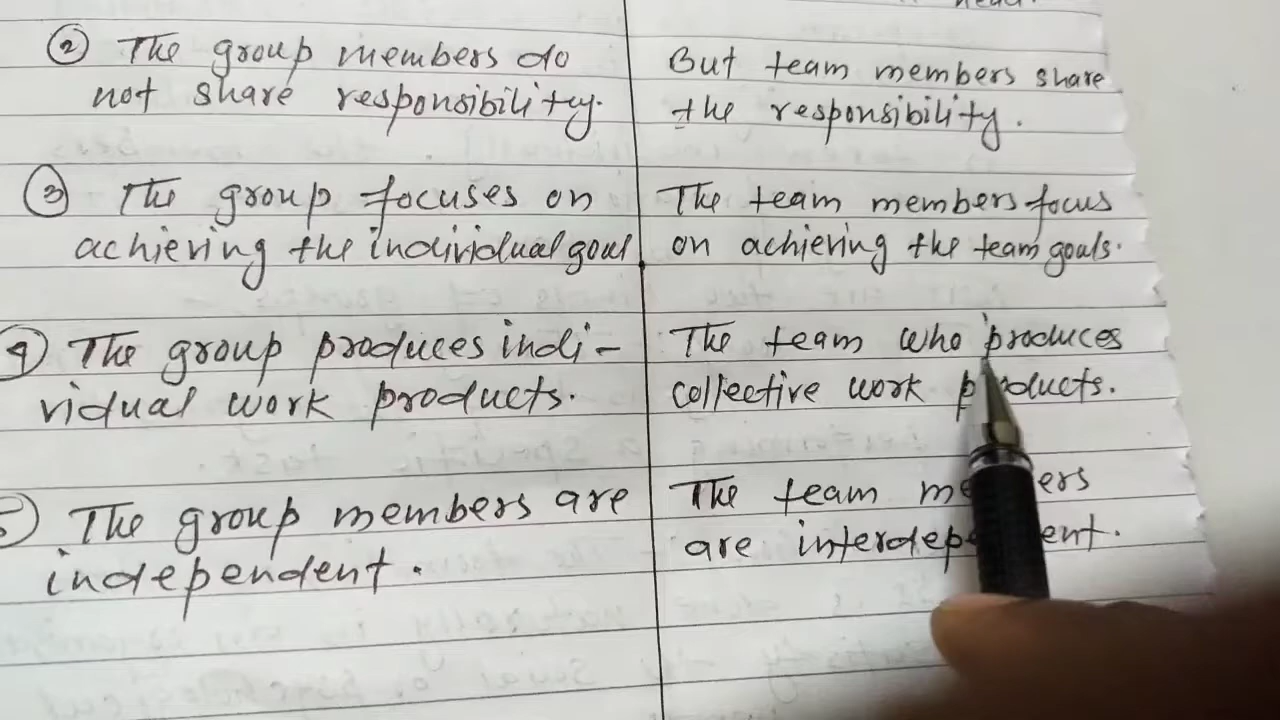 head.
② The group members do
not share responsibility.
But team members share
the responsibility.
③ The group focuses on
achieving the individual goal
The team members focus
on achieving the team goals.
④ The group produces indi-
vidual work products.
The team who produces
collective work products.
⑤ The group members are
independent.
The team members
are interdependent.